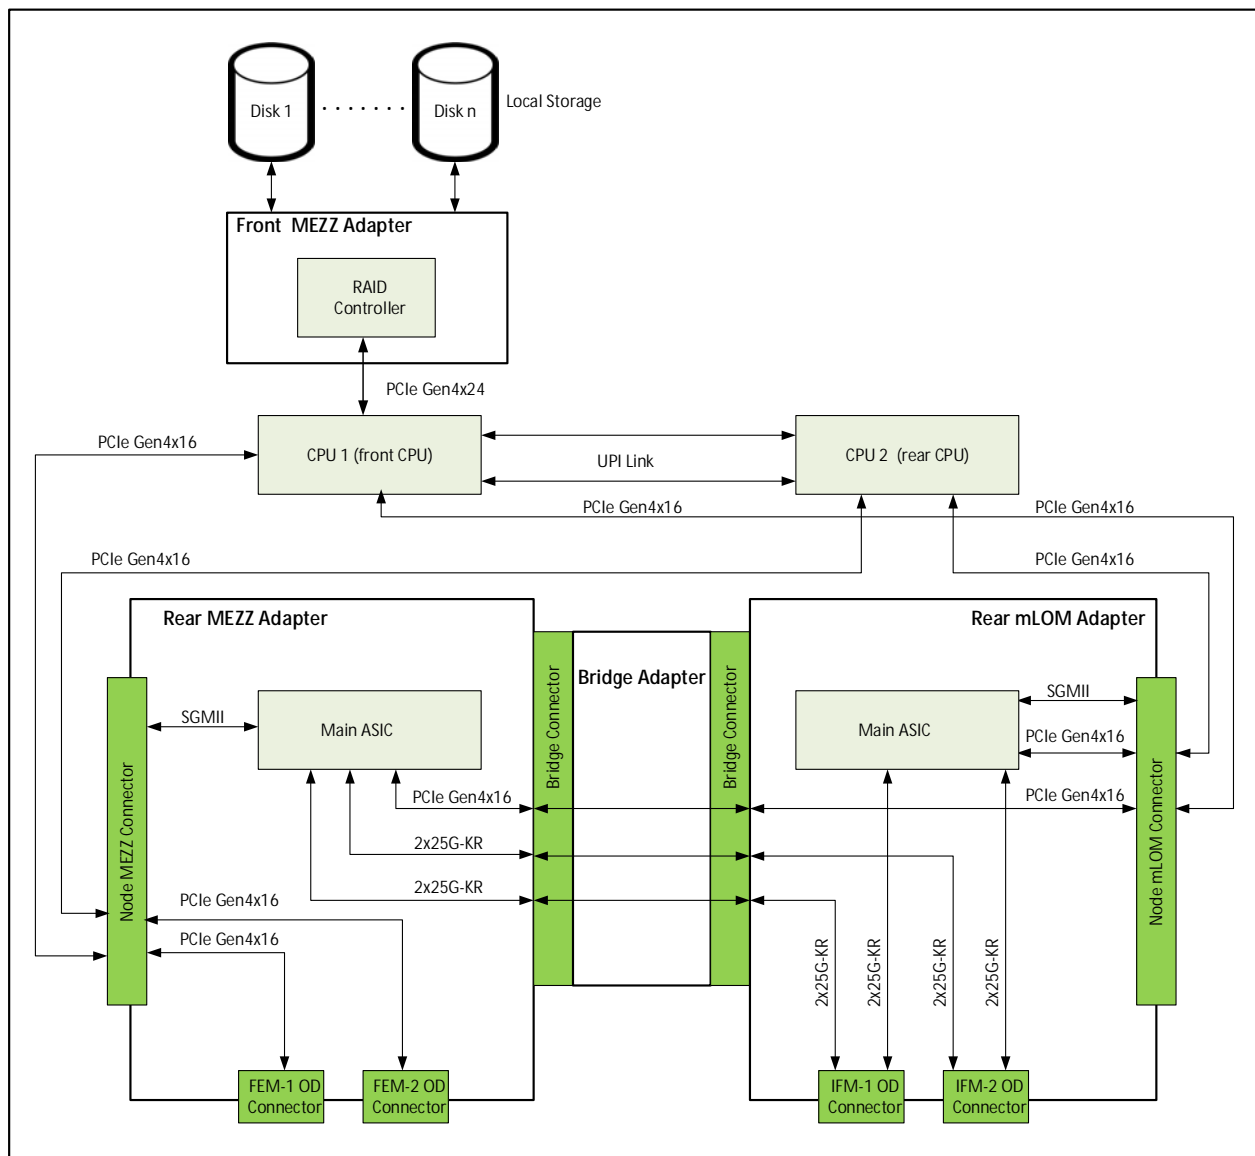 Disk 1
Disk n
Local Storage
Front MEZZ Adapter
RAID
Controller
PCIe Gen4x24
PCIe Gen4x16
CPU 1 (front CPU)
UPI Link
CPU 2 (rear CPU)
PCIe Gen4x16
PCIe Gen4x16
PCIe Gen4x16
PCIe Gen4x16
Rear MEZZ Adapter
Rear mLOM Adapter
Bridge Adapter
Bridge Connector
Bridge Connector
SGMII
Main ASIC
Main ASIC
SGMII
PCIe Gen4x16
PCIe Gen4x16
PCIe Gen4x16
Node MEZZ Connector
Node mLOM Connector
2x25G-KR
2x25G-KR
PCIe Gen4x16
PCIe Gen4x16
2x25G-KR
2x25G-KR
2x25G-KR
2x25G-KR
FEM-1 OD
Connector
FEM-2 OD
Connector
IFM-1 OD
Connector
IFM-2 OD
Connector